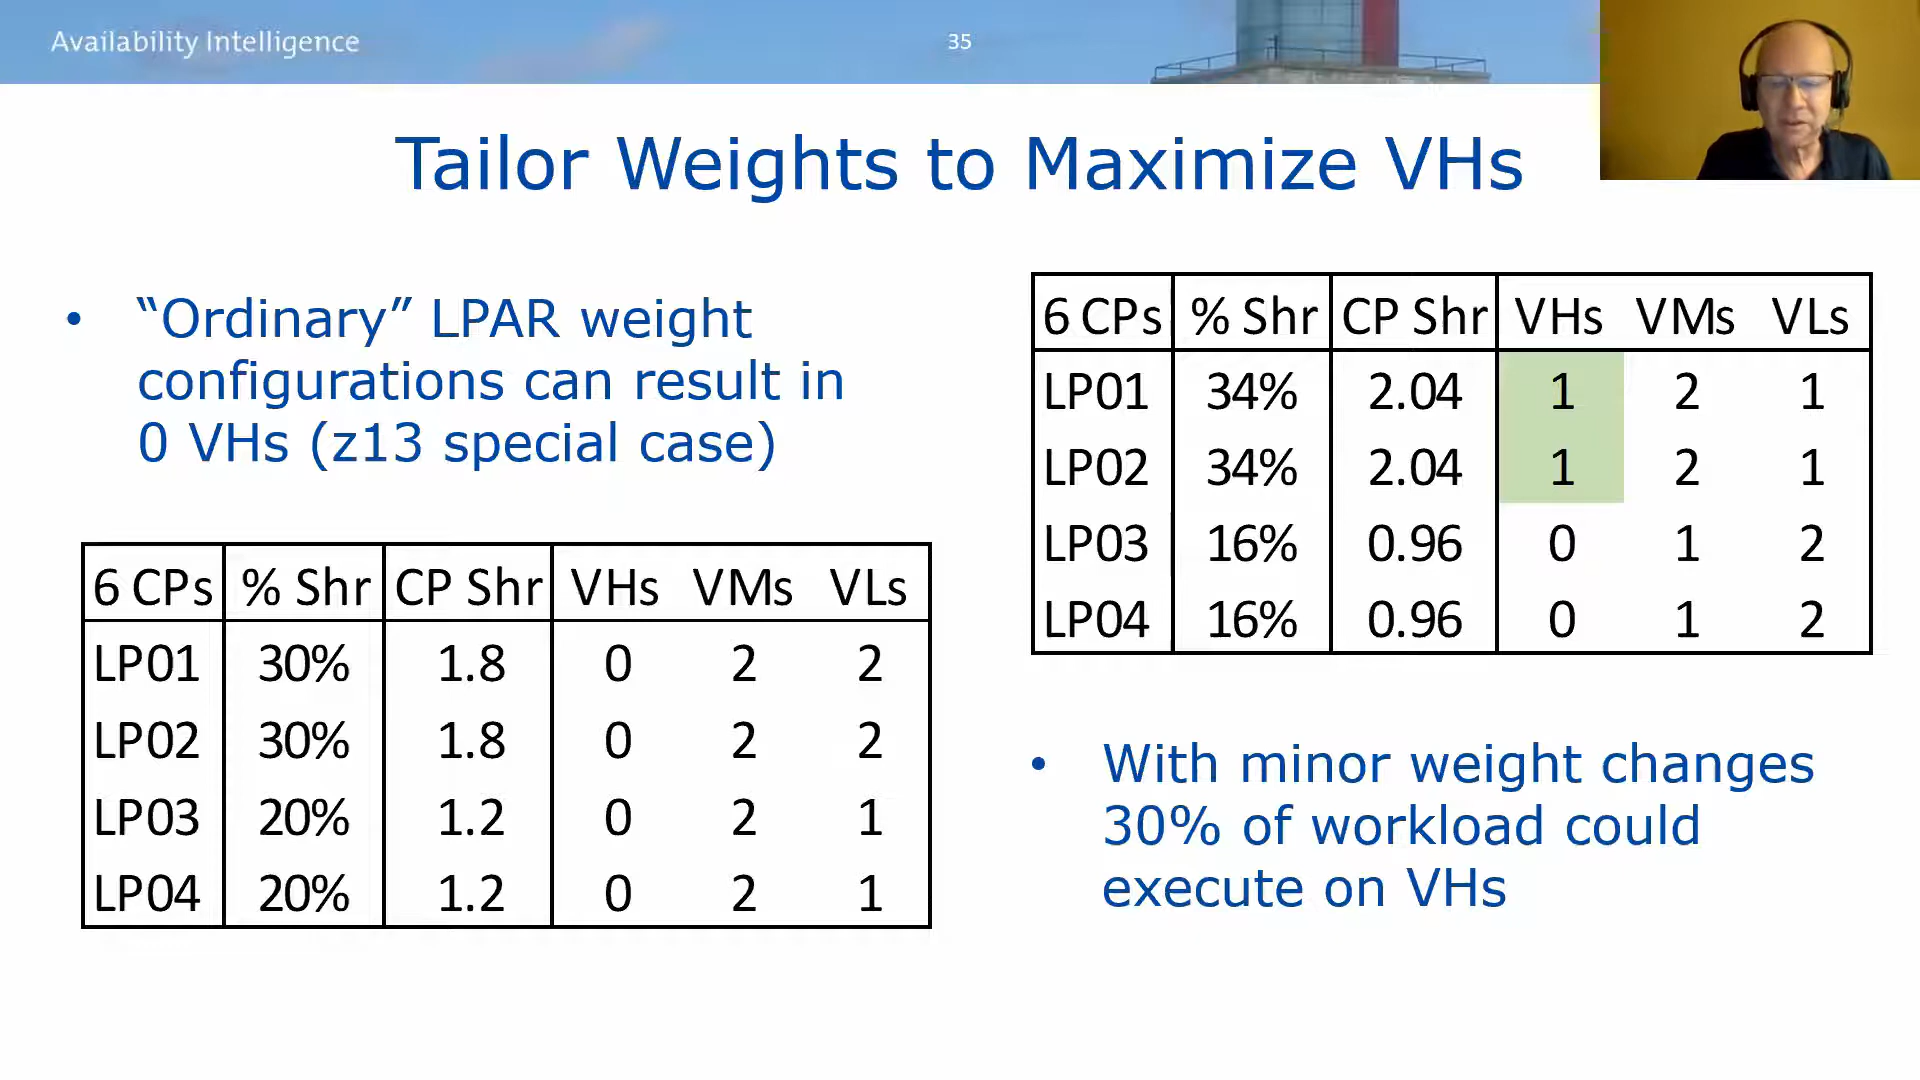 Availability Intelligence
35
Tailor Weights to Maximize VHs
• “Ordinary” LPAR weight
configurations can result in
0 VHs (z13 special case)
6 CPs % Shr CP Shr VHs VMs VLs
LP01 30% 1.8 0 2 2
LP02 30% 1.8 0 2 2
LP03 20% 1.2 0 2 1
LP04 20% 1.2 0 2 1
6 CPs % Shr CP Shr VHs VMs VLs
LP01 34% 2.04 1 2 1
LP02 34% 2.04 1 2 1
LP03 16% 0.96 0 1 2
LP04 16% 0.96 0 1 2
• With minor weight changes
30% of workload could
execute on VHs